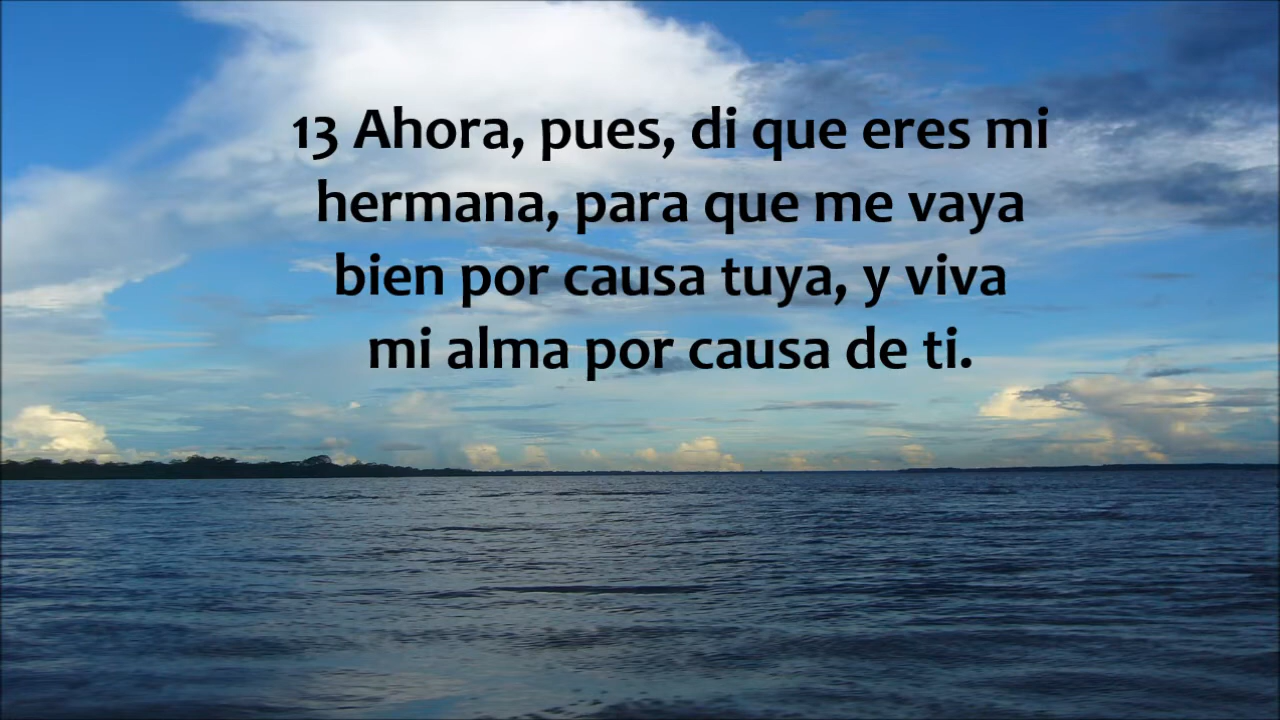 13 Ahora, pues, di que eres mi
hermana, para que me vaya
bien por causa tuya, y viva
mi alma por causa de ti.